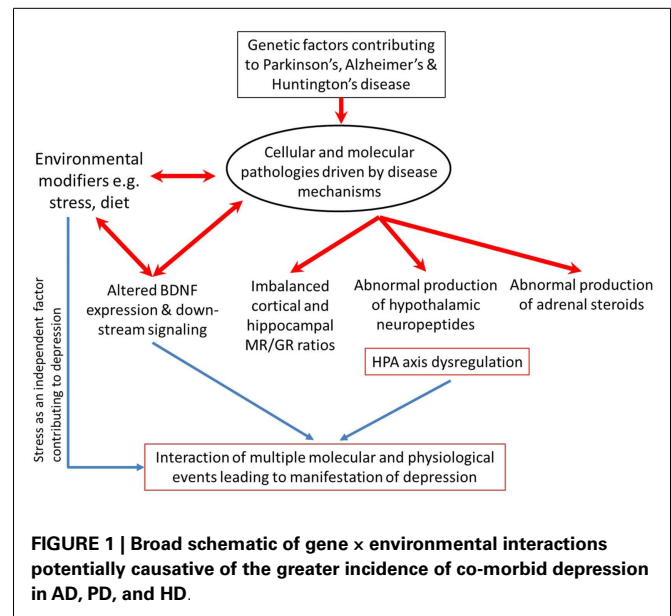 Genetic factors contributing
to Parkinson's, Alzheimer's &
Huntington's disease
Cellular and molecular
pathologies driven by disease
mechanisms
Environmental
modifiers e.g.
stress, diet
Altered BDNF
expression & down-
stream signaling
Imbalanced
cortical and
hippocampal
MR/GR ratios
Abnormal production
of hypothalamic
neuropeptides
Abnormal production
of adrenal steroids
HPA axis dysregulation
Stress as an independent factor
contributing to depression
Interaction of multiple molecular and physiological
events leading to manifestation of depression
FIGURE 1 | Broad schematic of gene × environmental interactions
potentially causative of the greater incidence of co-morbid depression
in AD, PD, and HD.